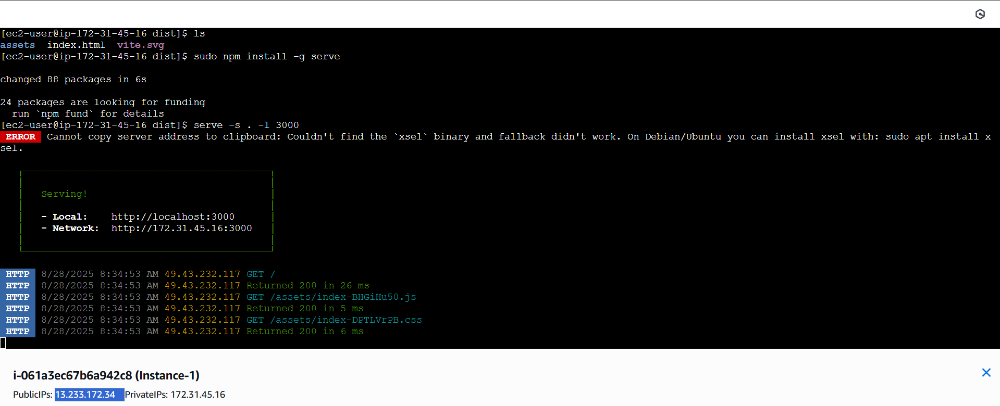 [ec2-user@ip-172-31-45-16 dist]$ ls
assets  index.html  vite.svg
[ec2-user@ip-172-31-45-16 dist]$ sudo npm install -g serve
changed 88 packages in 6s
24 packages are looking for funding
  run `npm fund` for details
[ec2-user@ip-172-31-45-16 dist]$ serve -s . -l 3000
ERROR  Cannot copy server address to clipboard: Couldn't find the `xsel` binary and fallback didn't work. On Debian/Ubuntu you can install xsel with: sudo apt install x
sel.
Serving!
- Local:    http://localhost:3000
- Network:  http://172.31.45.16:3000
HTTP  8/28/2025 8:34:53 AM 49.43.232.117 GET /
HTTP  8/28/2025 8:34:53 AM 49.43.232.117 Returned 200 in 26 ms
HTTP  8/28/2025 8:34:53 AM 49.43.232.117 GET /assets/index-BHGiHu50.js
HTTP  8/28/2025 8:34:53 AM 49.43.232.117 Returned 200 in 5 ms
HTTP  8/28/2025 8:34:53 AM 49.43.232.117 GET /assets/index-DPTLVrPB.css
HTTP  8/28/2025 8:34:53 AM 49.43.232.117 Returned 200 in 6 ms
i-061a3ec67b6a942c8 (Instance-1)
PublicIPs: 13.233.172.34 PrivateIPs: 172.31.45.16